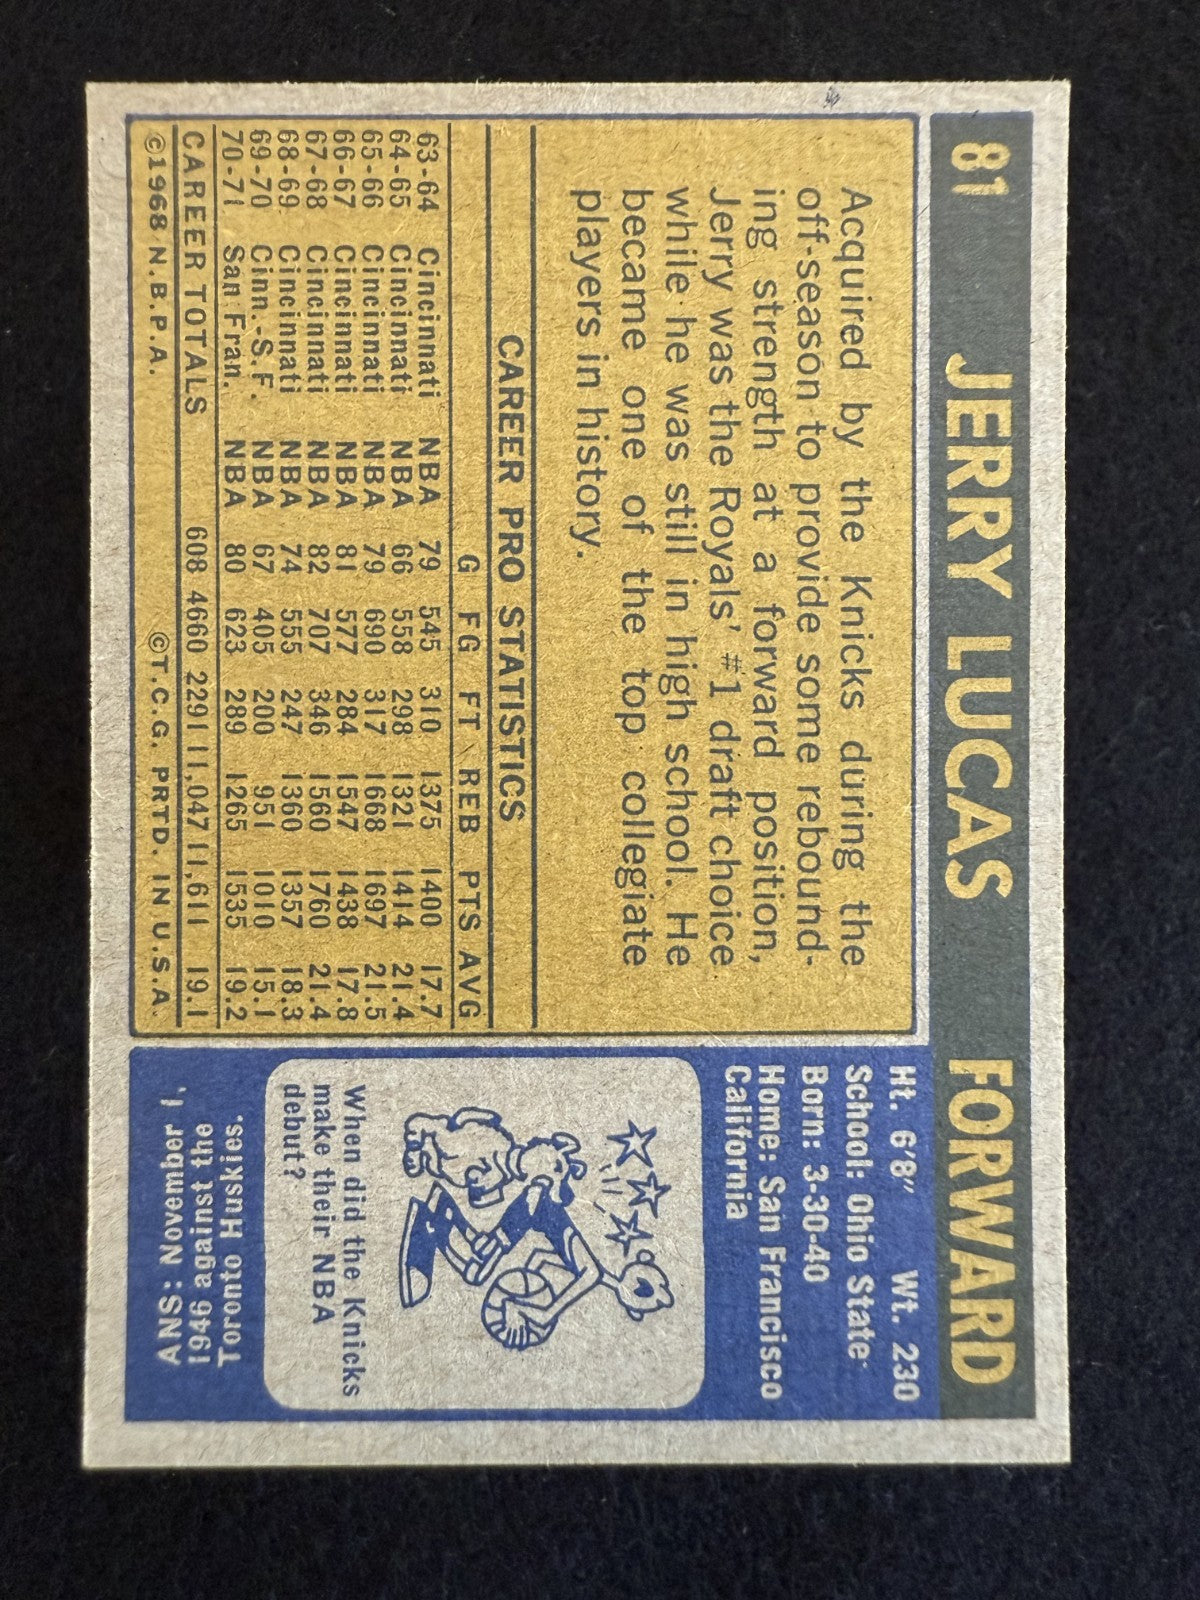 81 JERRY LUCAS FORWARD
Acquired by the Knicks during the
off-season to provide some rebound-
ing strength at a forward position,
Jerry was the Royals' #1 draft choice
while he was still in high school. He
became one of the top collegiate
players in history.
CAREER PRO STATISTICS
G FG FT REB PTS AVG
63-64 Cincinnati NBA 79 545 310 1375 1400 17.7
64-65 Cincinnati NBA 66 558 298 1321 1414 21.4
65-66 Cincinnati NBA 79 690 317 1668 1697 21.5
66-67 Cincinnati NBA 81 577 284 1547 1438 17.8
67-68 Cincinnati NBA 82 707 346 1560 1760 21.4
68-69 Cincinnati NBA 74 555 247 1360 1357 18.3
69-70 Cinn.-S.F. NBA 67 405 200 951 1010 15.1
70-71 San Fran. NBA 80 623 289 1265 1535 19.2
CAREER TOTALS 608 4660 2291 11,047 11,611 19.1
©1968 N.B.P.A. ©T.C.G. PRTD. IN U.S.A.
Ht. 6'8" Wt. 230
School: Ohio State
Born: 3-30-40
Home: San Francisco
California
When did the Knicks
make their NBA
debut?
ANS: November 1,
1946 against the
Toronto Huskies.